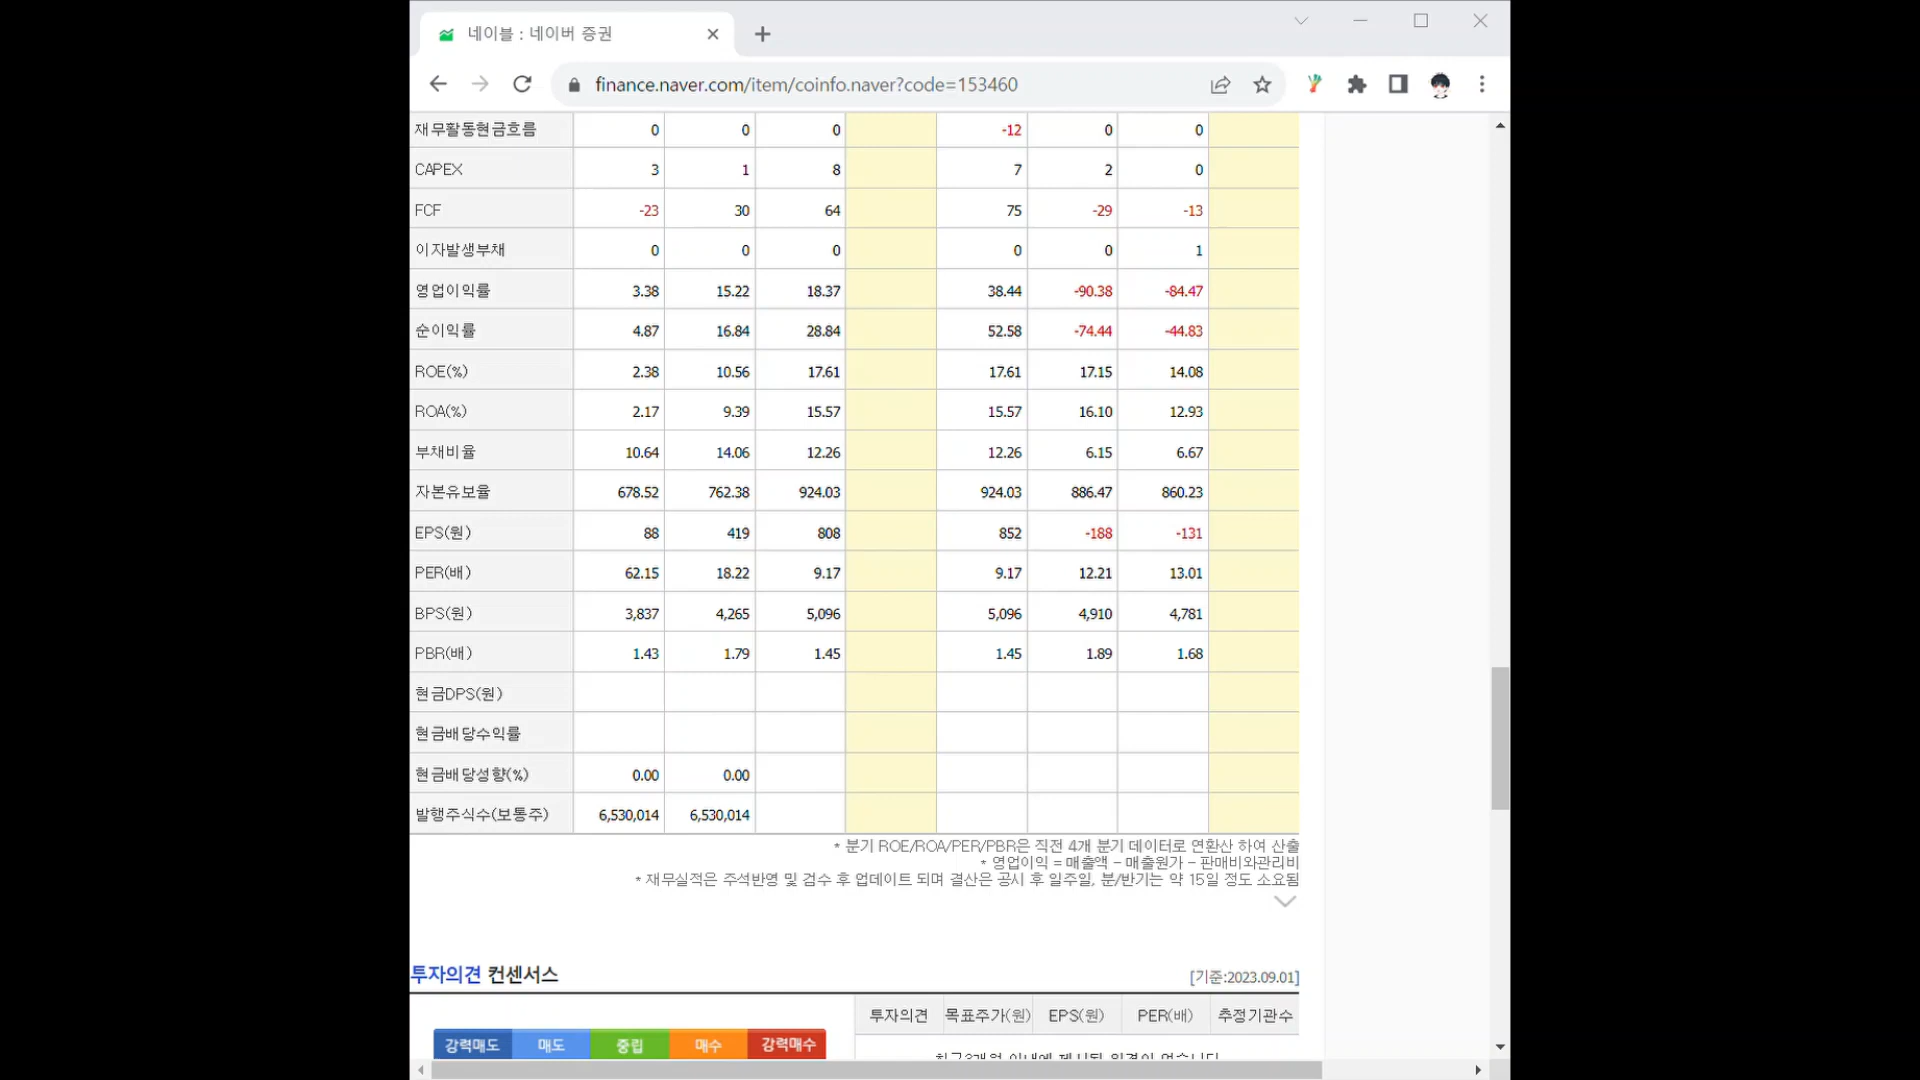 네이블 : 네이버 증권
finance.naver.com/item/coinfo.naver?code=153460
재무활동현금흐름 0 0 0 -12 0 0
CAPEX 3 1 8 7 2 0
FCF -23 30 64 75 -29 -13
이자발생부채 0 0 0 0 0 1
영업이익률 3.38 15.22 18.37 38.44 -90.38 -84.47
순이익률 4.87 16.84 28.84 52.58 -74.44 -44.83
ROE(%) 2.38 10.56 17.61 17.61 17.15 14.08
ROA(%) 2.17 9.39 15.57 15.57 16.10 12.93
부채비율 10.64 14.06 12.26 12.26 6.15 6.67
자본유보율 678.52 762.38 924.03 924.03 886.47 860.23
EPS(원) 88 419 808 852 -188 -131
PER(배) 62.15 18.22 9.17 9.17 12.21 13.01
BPS(원) 3,837 4,265 5,096 5,096 4,910 4,781
PBR(배) 1.43 1.79 1.45 1.45 1.89 1.68
현금DPS(원)
현금배당수익률
현금배당성향(%) 0.00 0.00
발행주식수(보통주) 6,530,014 6,530,014
* 분기 ROE/ROA/PER/PBR은 직전 4개 분기 데이터로 연환산 하여 산출
* 영업이익 = 매출액 - 매출원가 - 판매비와관리비
* 재무실적은 주석반영 및 검수 후 업데이트 되며 결산은 공시 후 일주일, 분/반기는 약 15일 정도 소요됨
투자의견 컨센서스 [기준:2023.09.01]
투자의견 목표주가(원) EPS(원) PER(배) 추정기관수
강력매도 매도 중립 매수 강력매수
최근3개월 이내에 제시된 의견이 없습니다